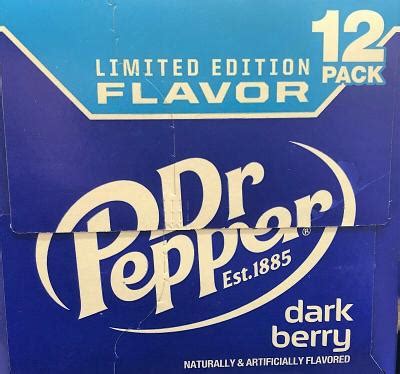 LIMITED EDITION
FLAVOR
12
PACK
Dr
Pepper®
Est.1885
dark
berry
NATURALLY & ARTIFICIALLY FLAVORED